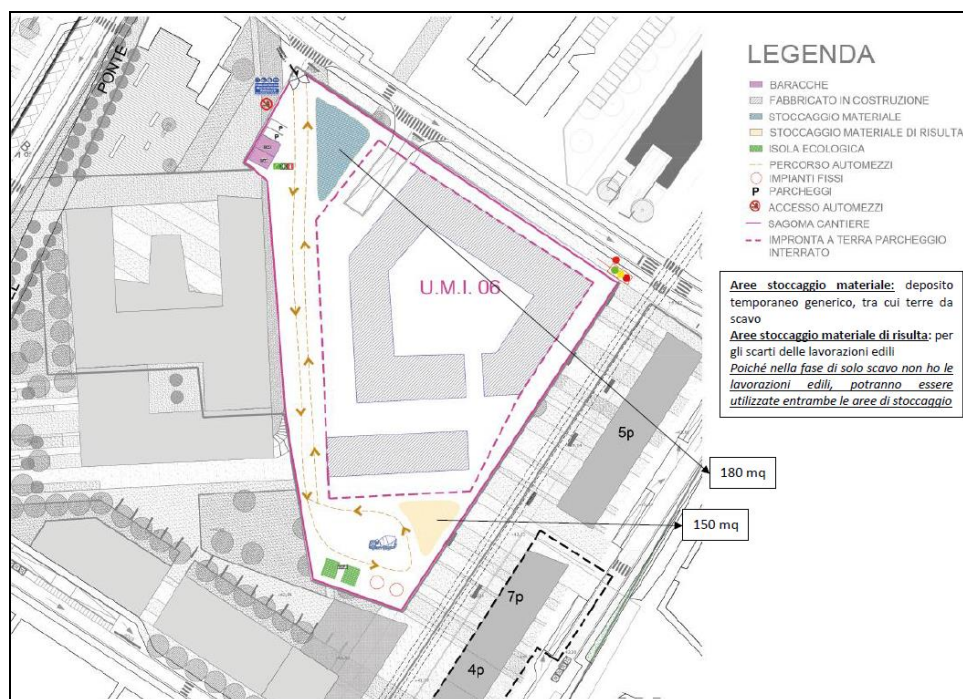 PONTE
P
P
U.M.I. 06
5p
7p
4p
LEGENDA
BARACCHE
FABBRICATO IN COSTRUZIONE
STOCCAGGIO MATERIALE
STOCCAGGIO MATERIALE DI RISULTA
ISOLA ECOLOGICA
PERCORSO AUTOMEZZI
IMPIANTI FISSI
P PARCHEGGI
ACCESSO AUTOMEZZI
SAGOMA CANTIERE
IMPRONTA A TERRA PARCHEGGIO
INTERRATO
Aree stoccaggio materiale: deposito
temporaneo generico, tra cui terre da
scavo
Aree stoccaggio materiale di risulta: per
gli scarti delle lavorazioni edili
Poiché nella fase di solo scavo non ho le
lavorazioni edili, potranno essere
utilizzate entrambe le aree di stoccaggio
180 mq
150 mq